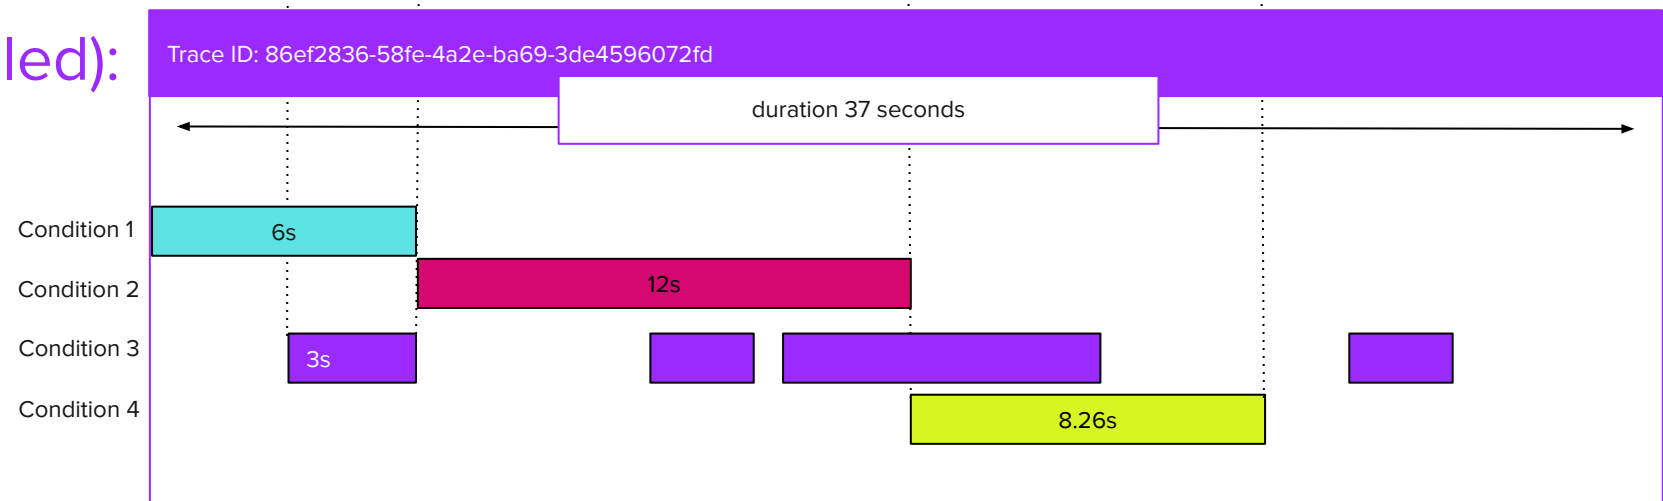 led):
Trace ID: 86ef2836-58fe-4a2e-ba69-3de4596072fd
duration 37 seconds
Condition 1
6s
Condition 2
12s
Condition 3
3s
Condition 4
8.26s